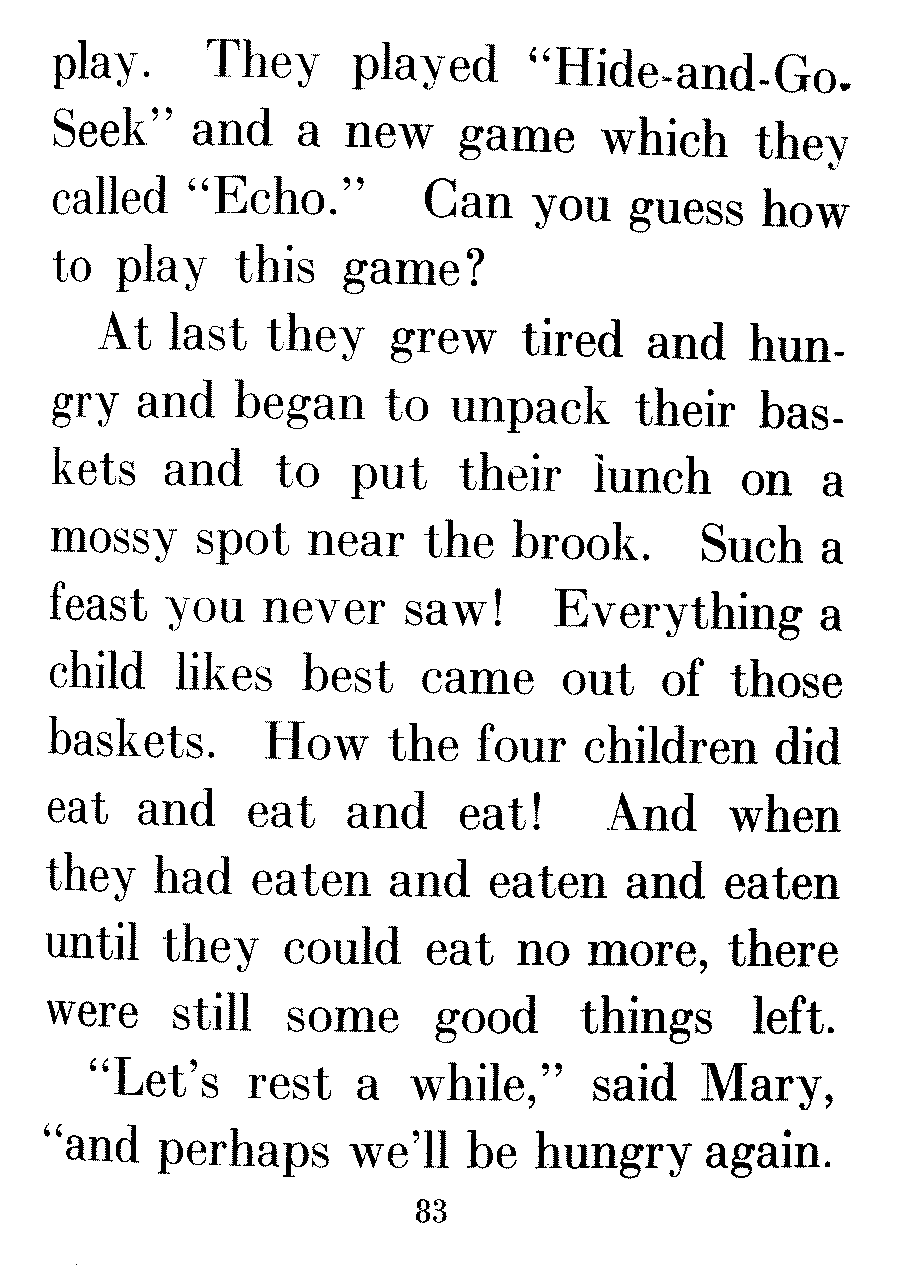 play. They played “Hide-and-Go-
Seek” and a new game which they
called “Echo.” Can you guess how
to play this game?
At last they grew tired and hun-
gry and began to unpack their bas-
kets and to put their lunch on a
mossy spot near the brook. Such a
feast you never saw! Everything a
child likes best came out of those
baskets. How the four children did
eat and eat and eat! And when
they had eaten and eaten and eaten
until they could eat no more, there
were still some good things left.
“Let’s rest a while,” said Mary,
“and perhaps we’ll be hungry again.
83